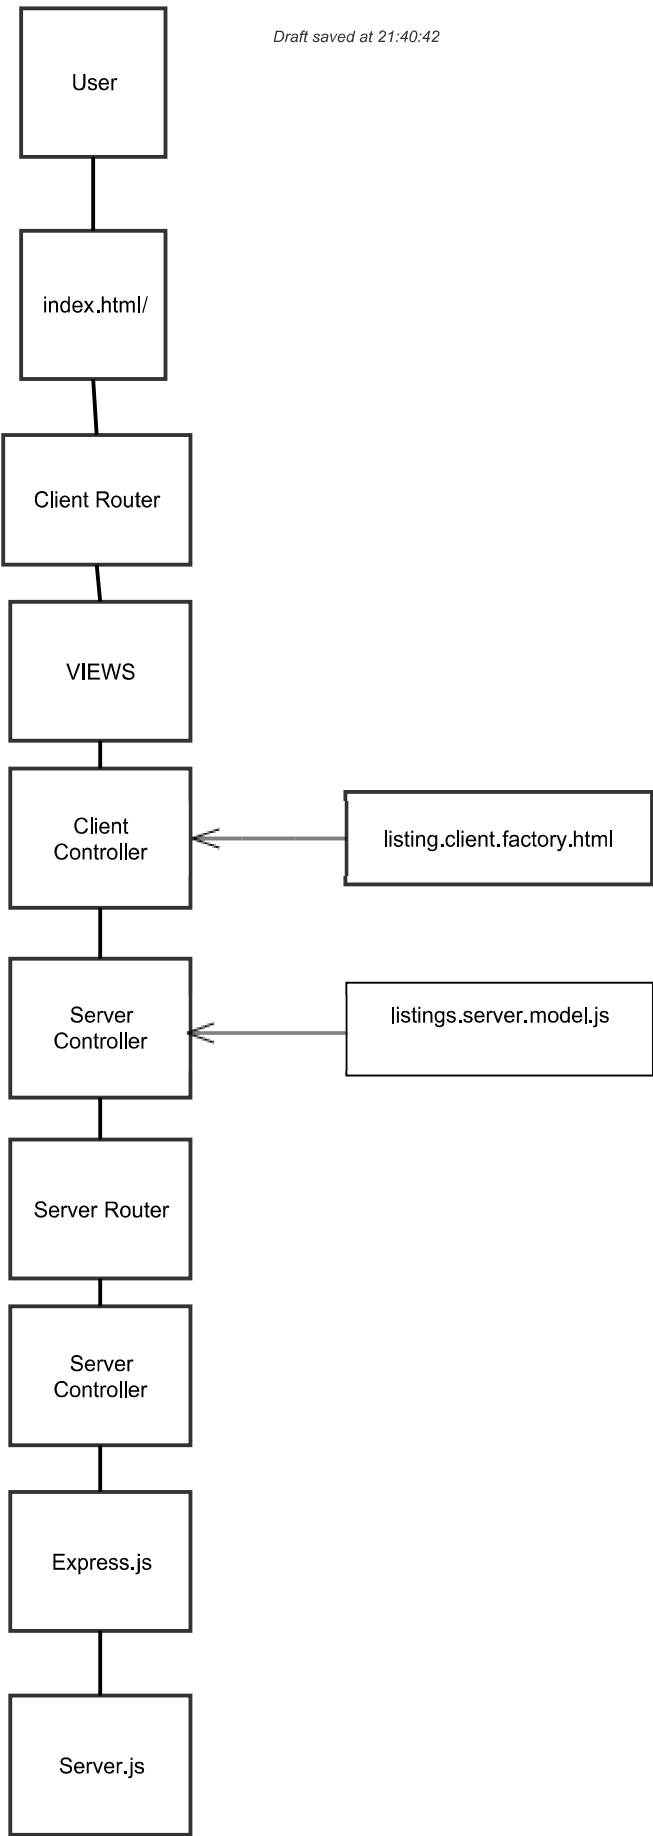 Draft saved at 21:40:42
User
index.html/
Client Router
VIEWS
Client
Controller
listing.client.factory.html
Server
Controller
listings.server.model.js
Server Router
Server
Controller
Express.js
Server.js